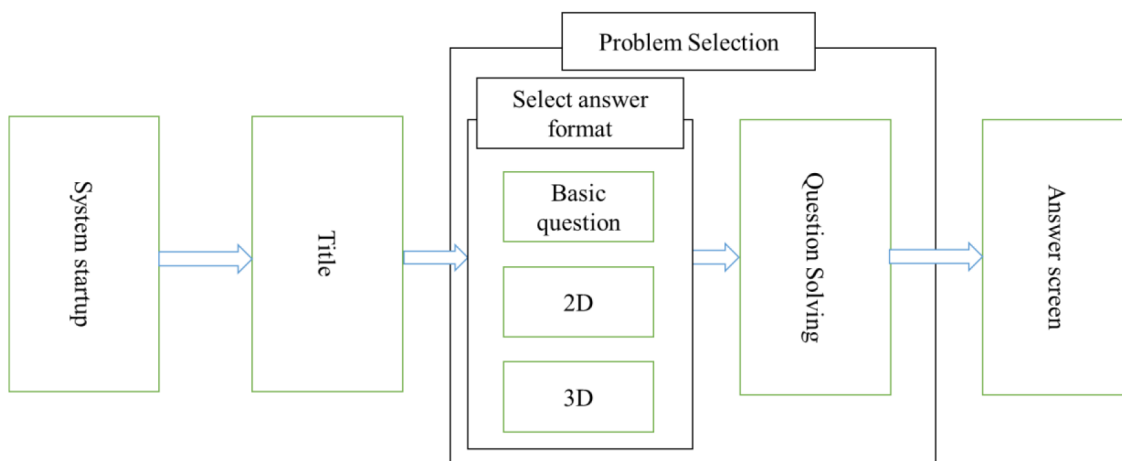 Problem Selection
Select answer
format
System startup
Title
Basic
question
2D
3D
Question Solving
Answer screen